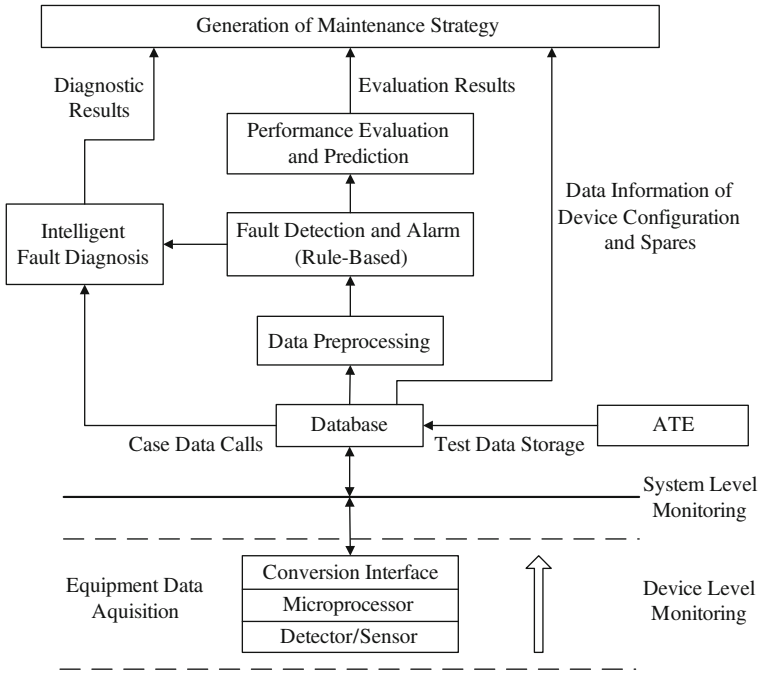 Generation of Maintenance Strategy
Diagnostic
Results
Evaluation Results
Performance Evaluation
and Prediction
Data Information of
Device Configuration
and Spares
Intelligent
Fault Diagnosis
Fault Detection and Alarm
(Rule-Based)
Data Preprocessing
Database
ATE
Case Data Calls
Test Data Storage
System Level
Monitoring
Equipment Data
Aquisition
Conversion Interface
Microprocessor
Detector/Sensor
Device Level
Monitoring